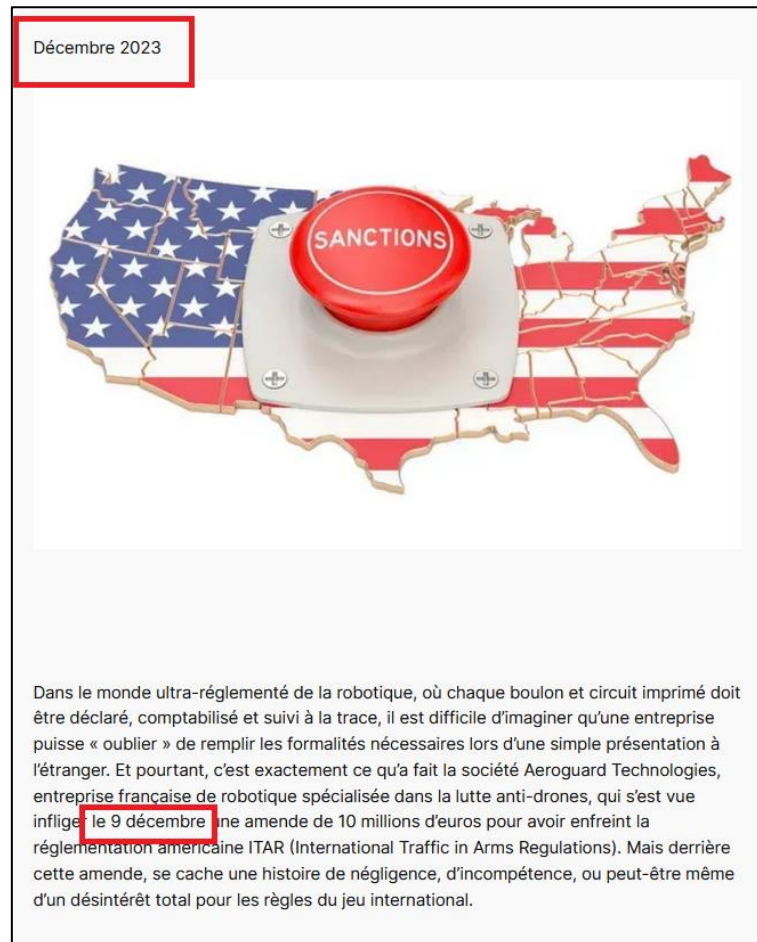 Décembre 2023
SANCTIONS
Dans le monde ultra-réglementé de la robotique, où chaque boulon et circuit imprimé doit
être déclaré, comptabilisé et suivi à la trace, il est difficile d’imaginer qu’une entreprise
puisse « oublier » de remplir les formalités nécessaires lors d’une simple présentation à
l’étranger. Et pourtant, c’est exactement ce qu’a fait la société Aeroguard Technologies,
entreprise française de robotique spécialisée dans la lutte anti-drones, qui s’est vue
infliger le 9 décembre une amende de 10 millions d’euros pour avoir enfreint la
réglementation américaine ITAR (International Traffic in Arms Regulations). Mais derrière
cette amende, se cache une histoire de négligence, d’incompétence, ou peut-être même
d’un désintérêt total pour les règles du jeu international.